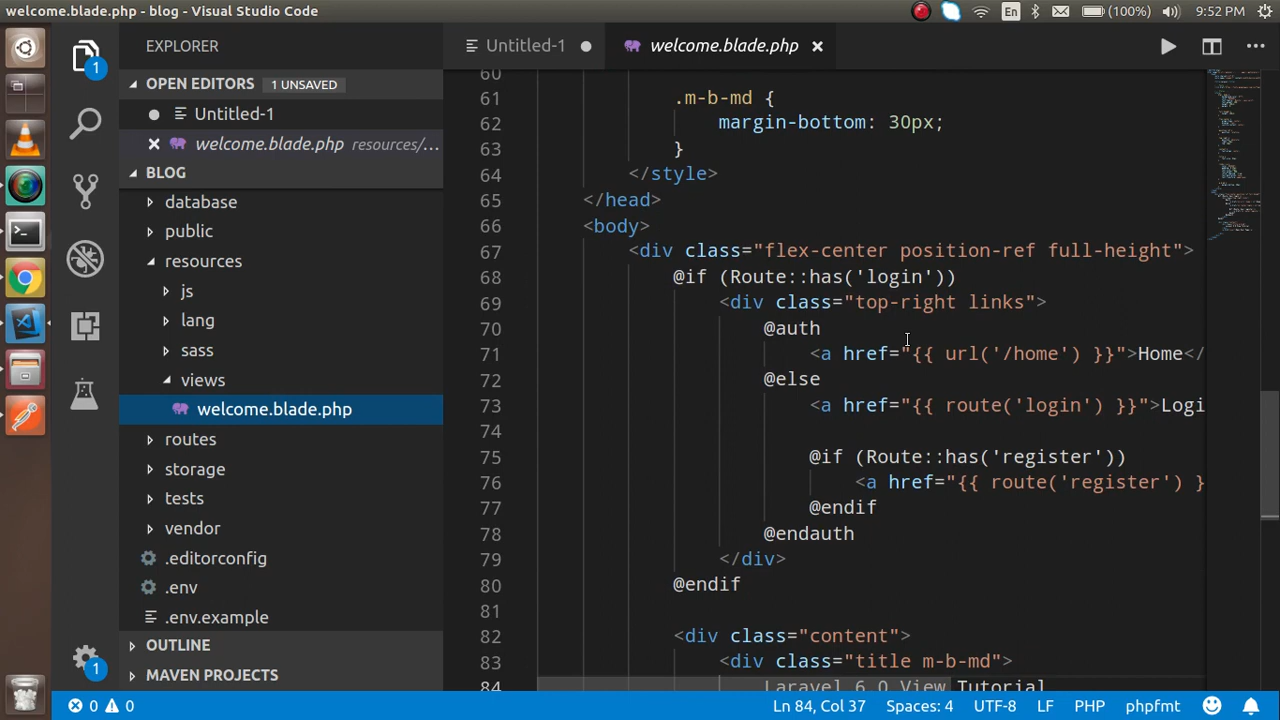 welcome.blade.php - blog - Visual Studio Code
En
(100%)
9:52 PM
EXPLORER
1
OPEN EDITORS 1 UNSAVED
Untitled-1
welcome.blade.php resources/...
BLOG
database
public
resources
js
lang
sass
views
welcome.blade.php
routes
storage
tests
vendor
.editorconfig
.env
.env.example
OUTLINE
MAVEN PROJECTS
1
Untitled-1
welcome.blade.php
60
61 .m-b-md {
62 margin-bottom: 30px;
63 }
64 </style>
65 </head>
66 <body>
67 <div class="flex-center position-ref full-height">
68 @if (Route::has('login'))
69 <div class="top-right links">
70 @auth
71 <a href="{{ url('/home') }}">Home</
72 @else
73 <a href="{{ route('login') }}">Logi
74
75 @if (Route::has('register'))
76 <a href="{{ route('register') }
77 @endif
78 @endauth
79 </div>
80 @endif
81
82 <div class="content">
83 <div class="title m-b-md">
84 Laravel 6.0 View Tutorial
0 0
Ln 84, Col 37
Spaces: 4
UTF-8
LF
PHP
phpfmt